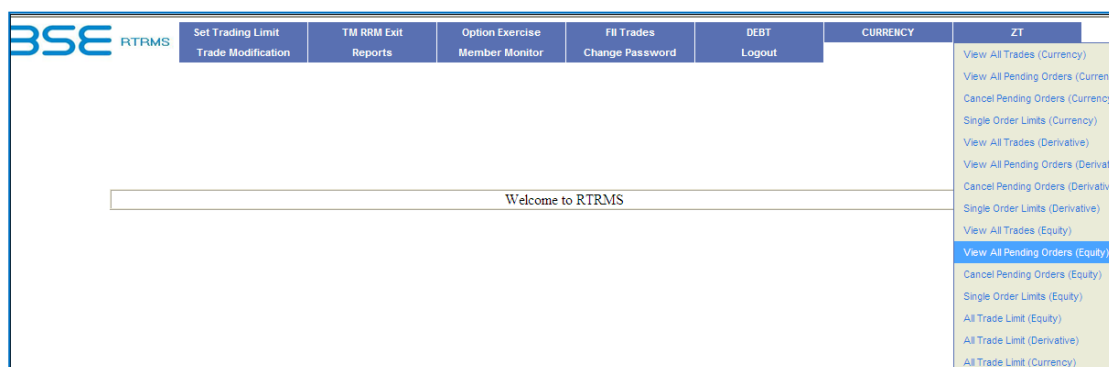 BSE RTRMS
Set Trading Limit TM RRM Exit Option Exercise FII Trades DEBT CURRENCY ZT
Trade Modification Reports Member Monitor Change Password Logout
View All Trades (Currency)
View All Pending Orders (Curren
Cancel Pending Orders (Currency
Single Order Limits (Currency)
View All Trades (Derivative)
View All Pending Orders (Derivat
Cancel Pending Orders (Derivativ
Welcome to RTRMS
Single Order Limits (Derivative)
View All Trades (Equity)
View All Pending Orders (Equity)
Cancel Pending Orders (Equity)
Single Order Limits (Equity)
All Trade Limit (Equity)
All Trade Limit (Derivative)
All Trade Limit (Currency)